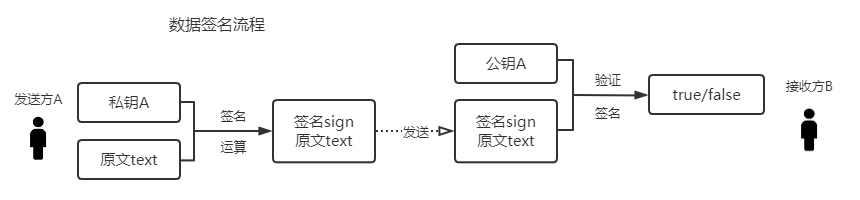 数据签名流程
发送方A
私钥A
原文text
签名
运算
签名sign
原文text
发送
公钥A
签名sign
原文text
验证
签名
true/false
接收方B